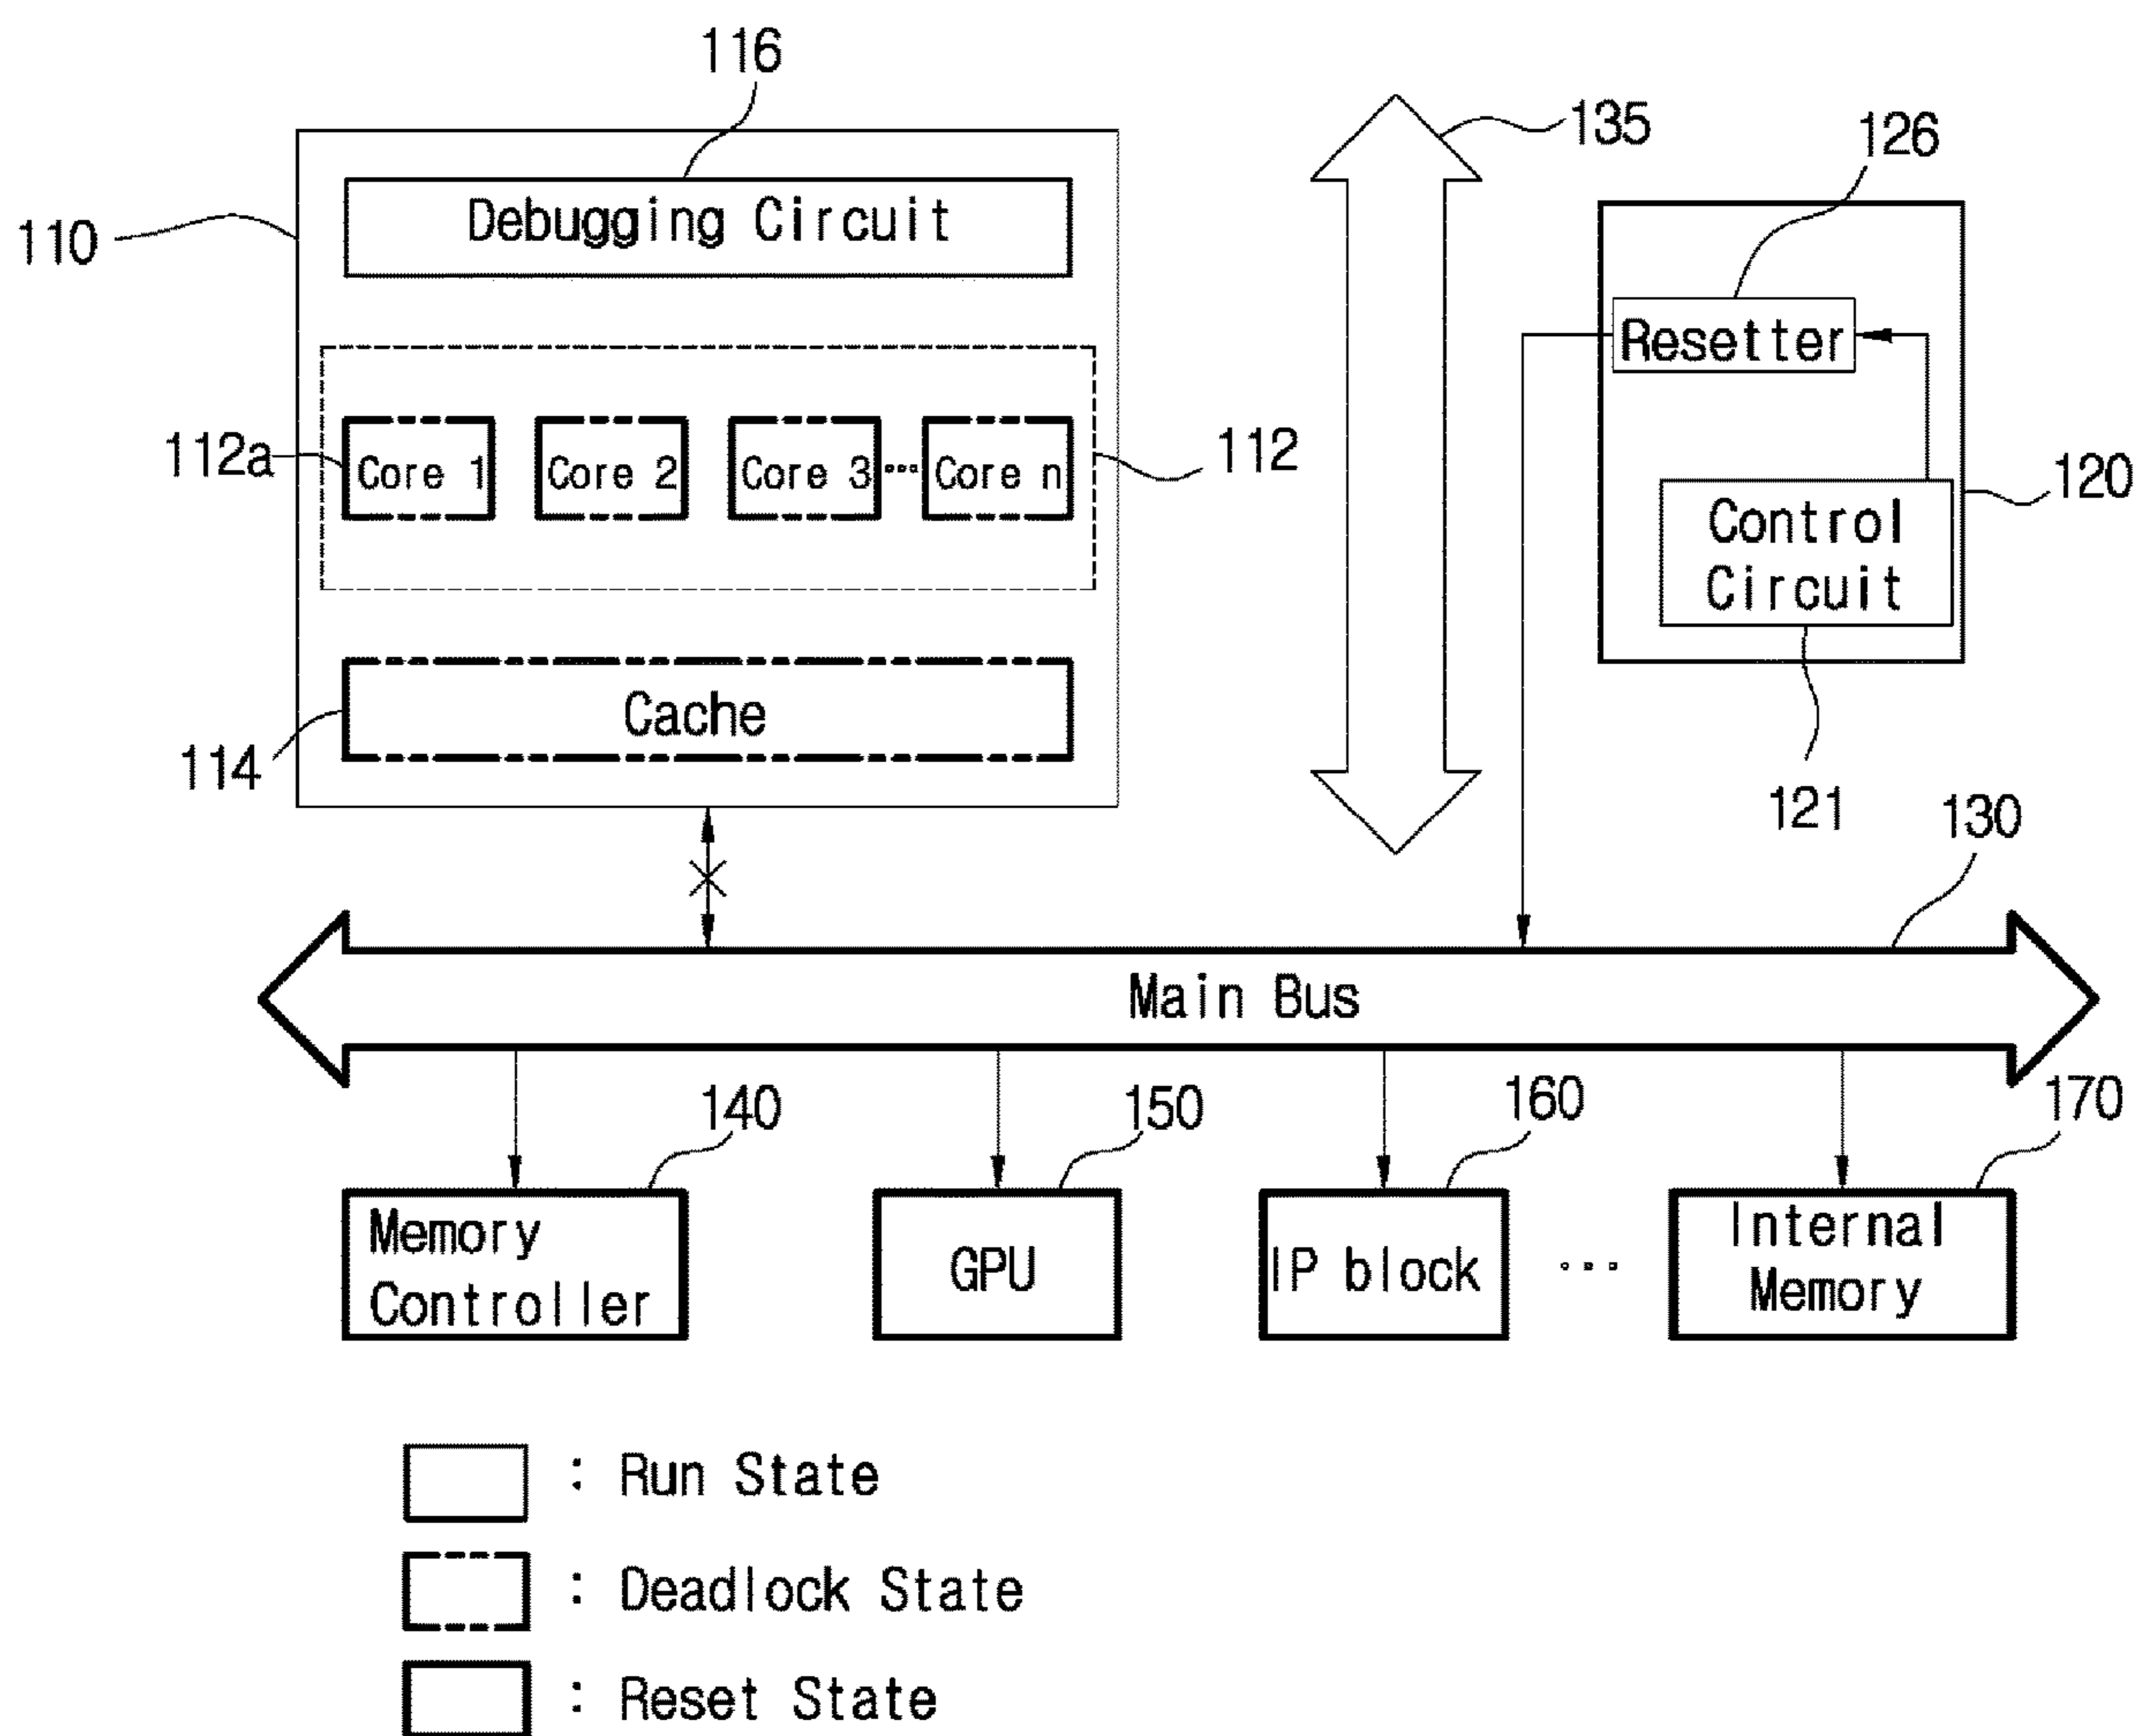 116
135
126
110
Debugging Circuit
Resetter
112a
Core 1
Core 2
Core 3
...
Core n
112
120
Control
Circuit
Cache
114
121
130
Main Bus
140
150
160
170
Memory
Controller
GPU
IP block
...
Internal
Memory
: Run State
: Deadlock State
: Reset State